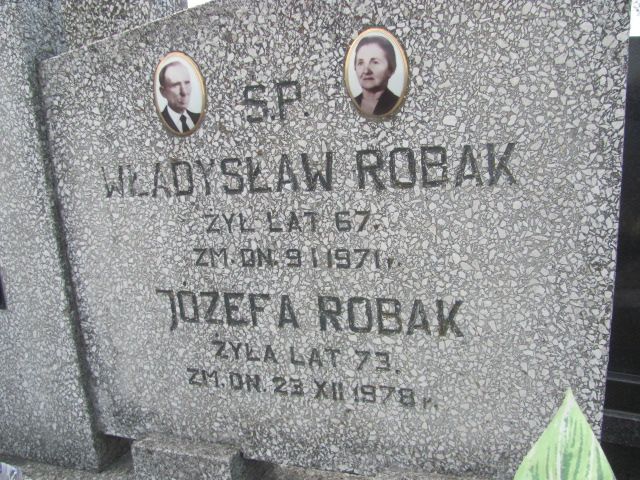 Ś.P.
WŁADYSŁAW ROBAK
ŻYŁ LAT 67.
ZM. DN. 9 I 1971 r.
JÓZEFA ROBAK
ŻYŁA LAT 73.
ZM. DN. 23 XII 1978 r.